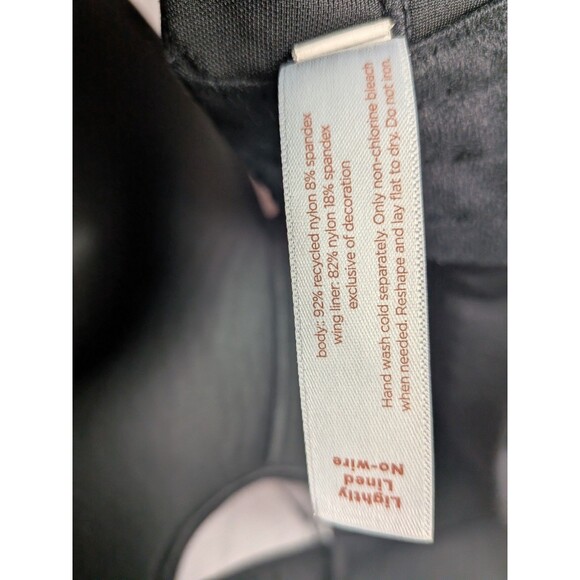 body:: 92% recycled nylon 8% spandex
wing liner: 82% nylon 18% spandex
exclusive of decoration
Hand wash cold separately. Only non-chlorine bleach
when needed. Reshape and lay flat to dry. Do not iron.
Lightly
Lined
No-wire